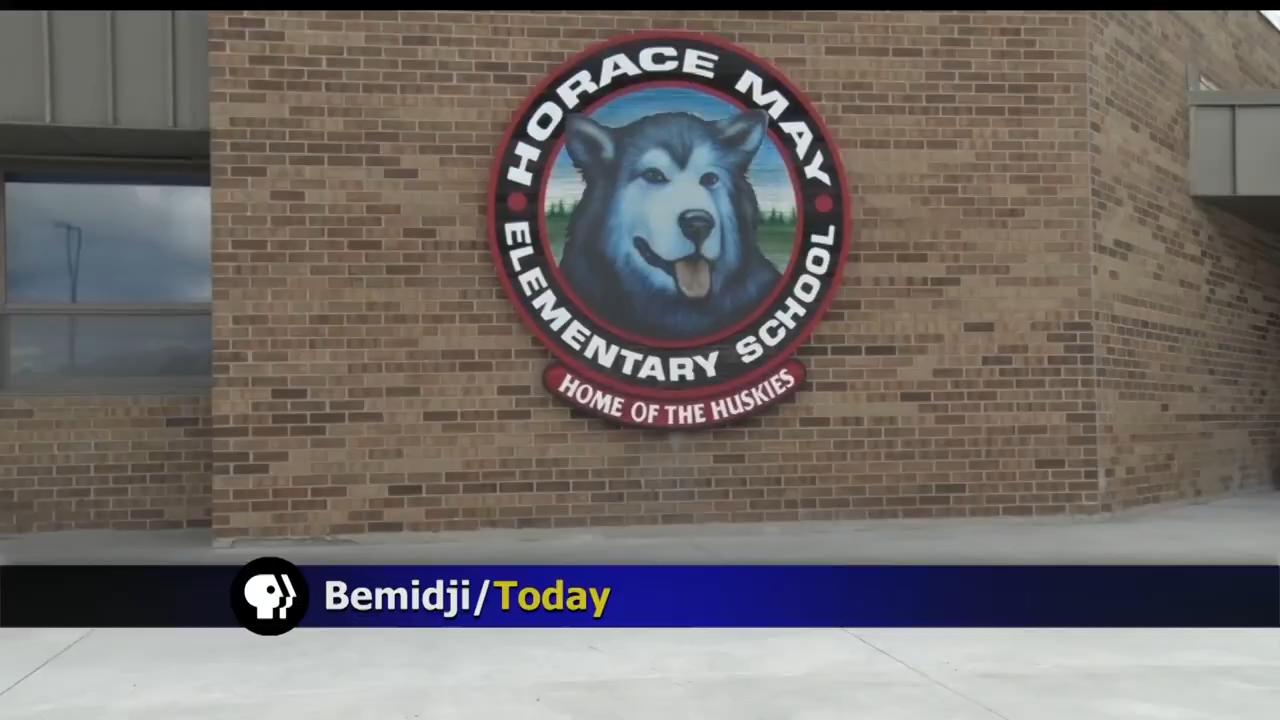 HORACE MAY
ELEMENTARY SCHOOL
HOME OF THE HUSKIES
Bemidji/Today